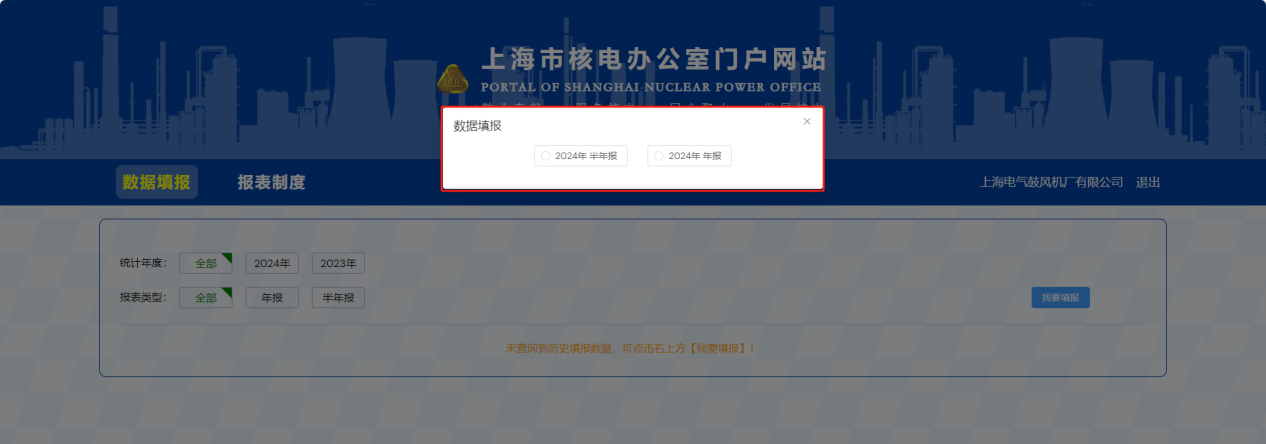 上海市核电办公室门户网站
PORTAL OF SHANGHAI NUCLEAR POWER OFFICE
数据填报
×
2024年 半年报 2024年 年报
数据填报 报表制度 上海电气鼓风机厂有限公司 退出
统计年度： 全部 2024年 2023年
报表类型： 全部 年报 半年报 我要填报
未查询到历史填报数据，可点击右上方【我要填报】！